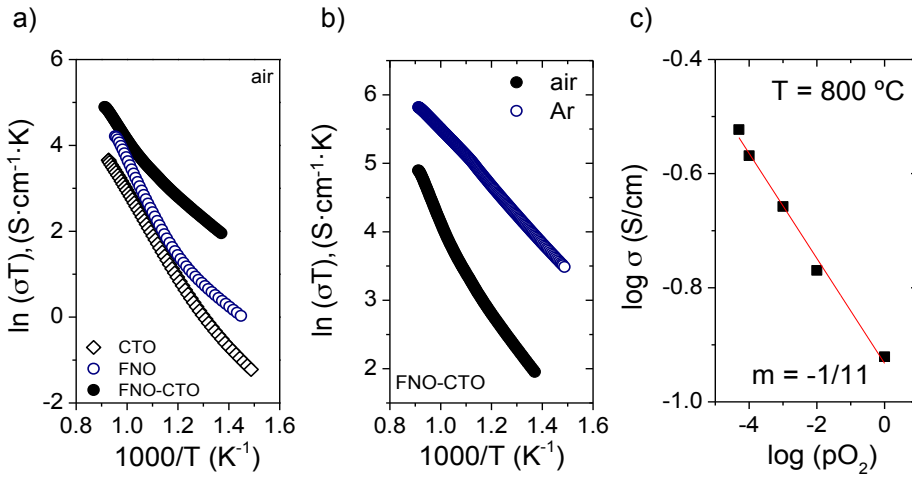 a)
6
4
2
0
-2
0.8 1.0 1.2 1.4 1.6
ln (σT), (S·cm⁻¹·K)
1000/T (K⁻¹)
air
CTO
FNO
FNO-CTO
b)
6
5
4
3
2
0.8 1.0 1.2 1.4 1.6
ln (σT), (S·cm⁻¹·K)
1000/T (K⁻¹)
air
Ar
FNO-CTO
c)
-0.4
-0.6
-0.8
-1.0
-4 -2 0
log σ (S/cm)
log (pO₂)
T = 800 ºC
m = -1/11